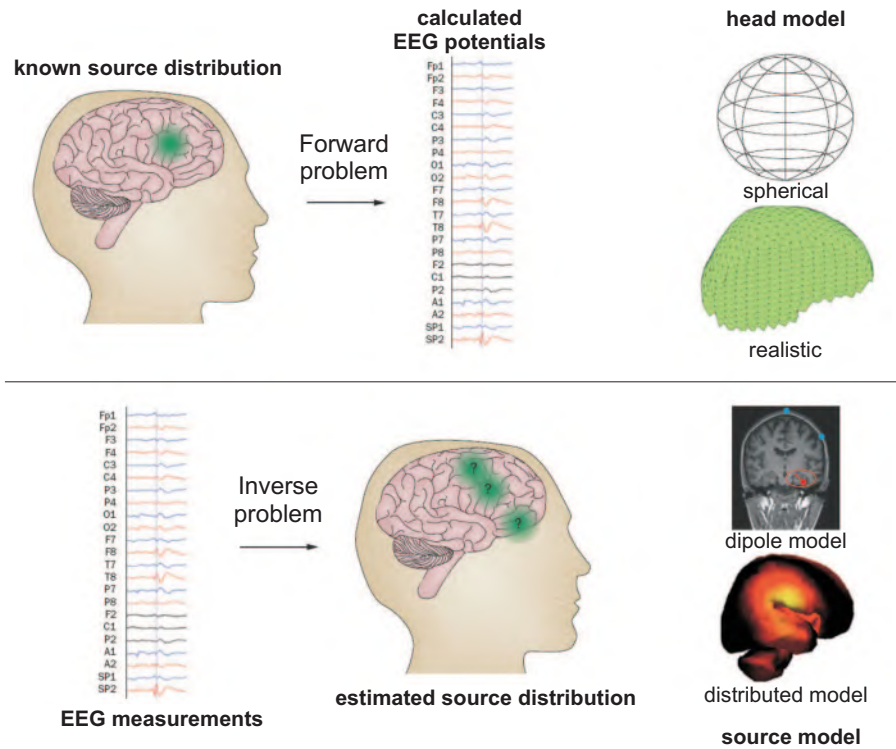 known source distribution
Forward
problem
calculated
EEG potentials
Fp1
Fp2
F3
F4
C3
C4
P3
P4
O1
O2
F7
F8
T7
T8
P7
P8
F2
C1
P2
A1
A2
SP1
SP2
head model
spherical
realistic
Fp1
Fp2
F3
F4
C3
C4
P3
P4
O1
O2
F7
F8
T7
T8
P7
P8
F2
C1
P2
A1
A2
SP1
SP2
EEG measurements
Inverse
problem
?
?
?
estimated source distribution
dipole model
distributed model
source model